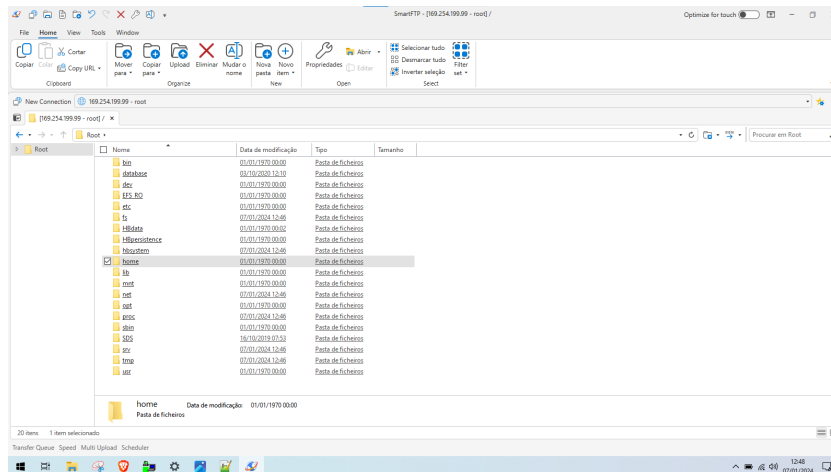 SmartFTP - [169.254.199.99 - root] /
Optimize for touch
File Home View Tools Window
Copiar Colar Cortar Copy URL
Mover para Copiar para Upload Eliminar Mudar o nome
Nova pasta Novo item
Propriedades Abrir Editar
Selecionar tudo
Desmarcar tudo
Inverter seleção
Filter set
Clipboard Organize New Open Select
New Connection 169.254.199.99 - root
[169.254.199.99 - root] /
Root Procurar em Root
Root
Nome Data de modificação Tipo Tamanho
bin 01/01/1970 00:00 Pasta de ficheiros
database 03/10/2020 12:10 Pasta de ficheiros
dev 01/01/1970 00:00 Pasta de ficheiros
EFS_RO 01/01/1970 00:00 Pasta de ficheiros
etc 01/01/1970 00:00 Pasta de ficheiros
fs 07/01/2024 12:46 Pasta de ficheiros
HBdata 01/01/1970 00:02 Pasta de ficheiros
HBpersistence 01/01/1970 00:00 Pasta de ficheiros
hbsystem 07/01/2024 12:46 Pasta de ficheiros
home 01/01/1970 00:00 Pasta de ficheiros
lib 01/01/1970 00:00 Pasta de ficheiros
mnt 01/01/1970 00:00 Pasta de ficheiros
net 07/01/2024 12:46 Pasta de ficheiros
opt 01/01/1970 00:00 Pasta de ficheiros
proc 07/01/2024 12:46 Pasta de ficheiros
sbin 01/01/1970 00:00 Pasta de ficheiros
SDS 16/10/2019 07:53 Pasta de ficheiros
srv 07/01/2024 12:46 Pasta de ficheiros
tmp 07/01/2024 12:46 Pasta de ficheiros
usr 01/01/1970 00:00 Pasta de ficheiros
home Data de modificação: 01/01/1970 00:00
Pasta de ficheiros
20 itens 1 item selecionado
Transfer Queue Speed Multi Upload Scheduler
12:48
07/01/2024